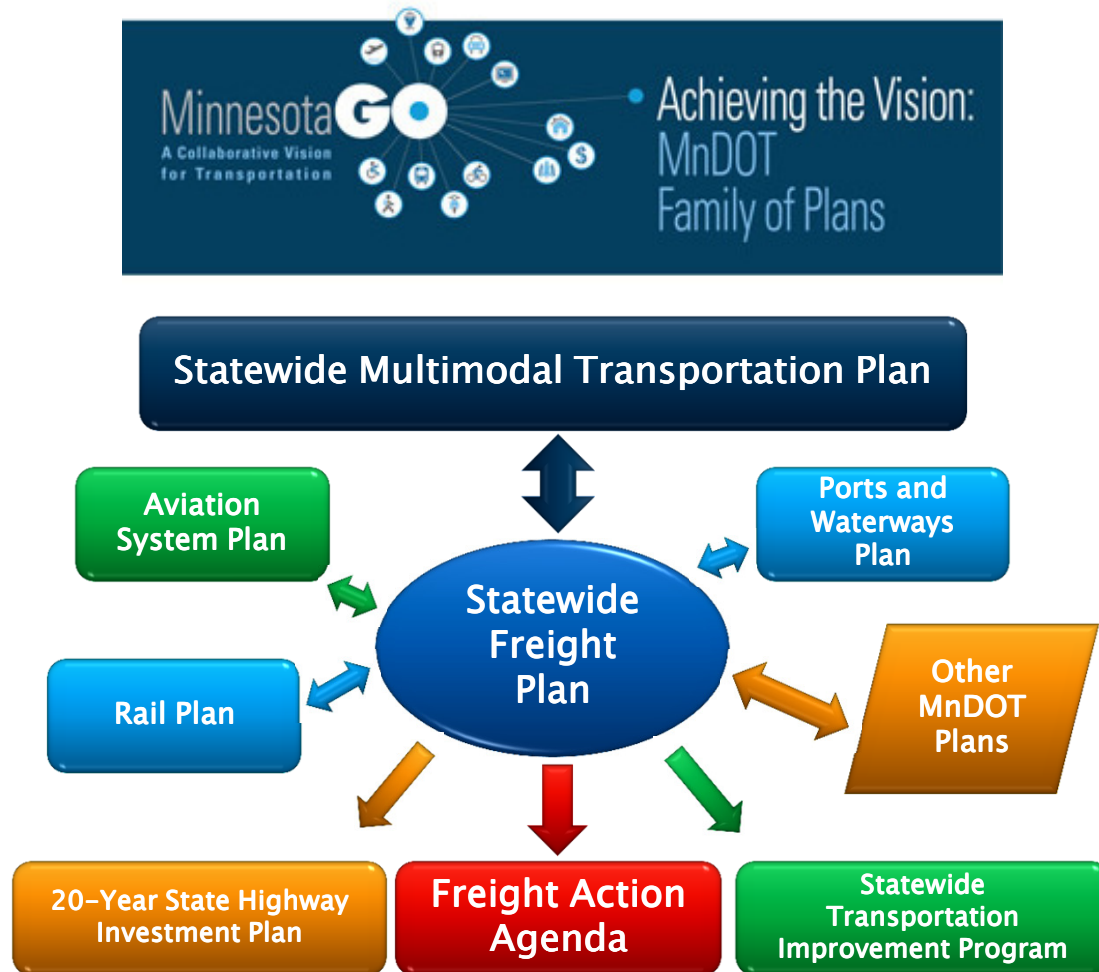 MinnesotaGO
A Collaborative Vision
for Transportation
Achieving the Vision:
MnDOT
Family of Plans
$
Statewide Multimodal Transportation Plan
Aviation
System Plan
Ports and
Waterways
Plan
Statewide
Freight
Plan
Rail Plan
Other
MnDOT
Plans
20-Year State Highway
Investment Plan
Freight Action
Agenda
Statewide
Transportation
Improvement Program